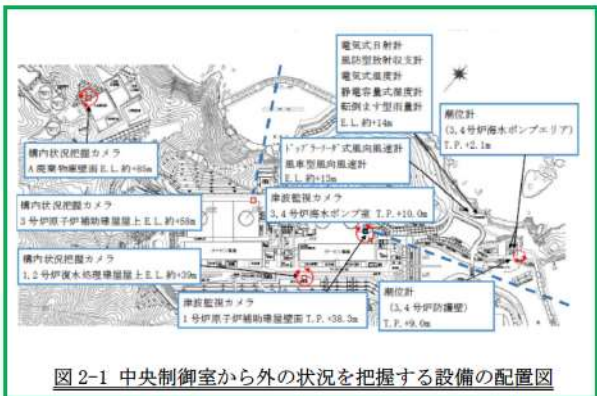 電気式日射計
風防型放射収支計
電気式温度計
静電容量式湿度計
転倒ます型雨量計
E.L.約+14m
潮位計
(3,4号炉海水ポンプエリア)
T.P.+2.1m
ドップラーソーダ式風向風速計
風車型風向風速計
E.L.約+13m
構内状況把握カメラ
A廃棄物庫壁面 E.L.約+65m
津波監視カメラ
3,4号炉海水ポンプ室 T.P.+10.0m
構内状況把握カメラ
3号炉原子炉補助建屋屋上 E.L.約+58m
構内状況把握カメラ
1,2号炉復水処理建屋屋上 E.L.約+39m
津波監視カメラ
1号炉原子炉補助建屋壁面 T.P.+38.3m
潮位計
(3,4号炉防護壁)
T.P.+9.0m
図 2-1 中央制御室から外の状況を把握する設備の配置図